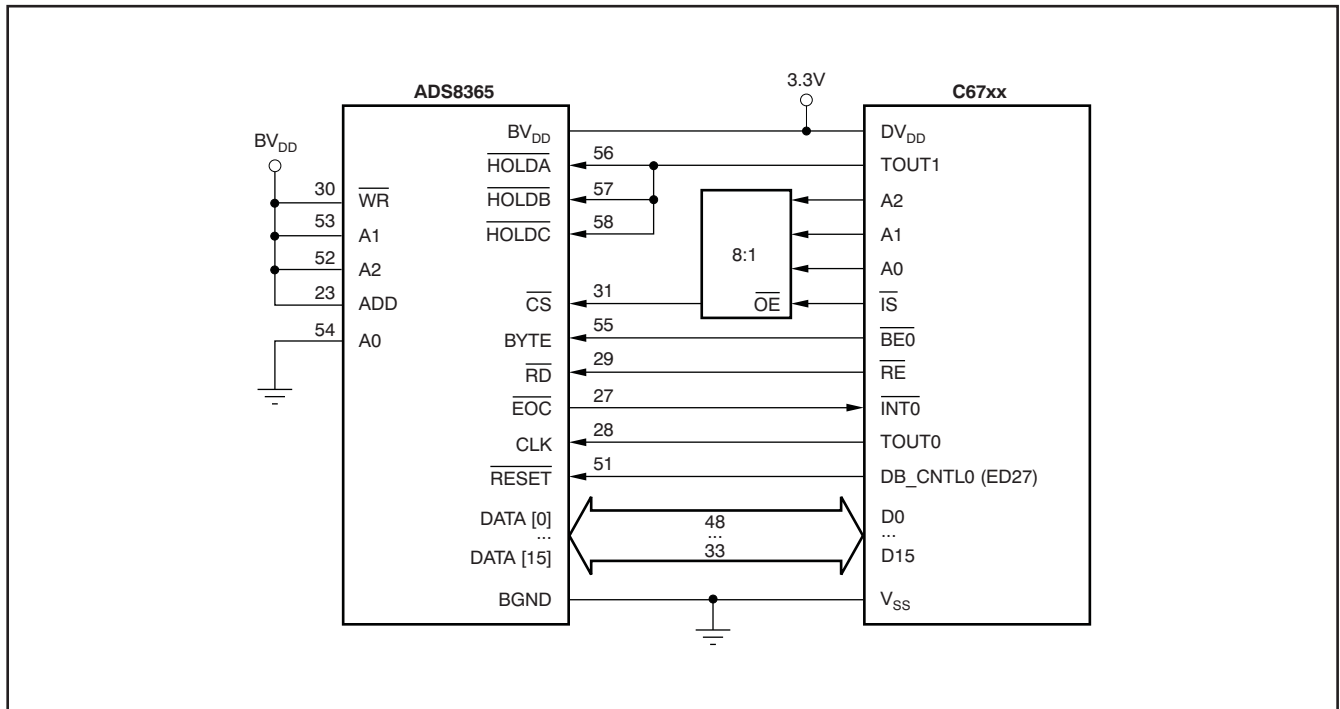 3.3V
ADS8365
C67xx
BVDD
BVDD
DVDD
HOLDA
56
TOUT1
30
WR
HOLDB
57
A2
53
A1
HOLDC
58
A1
8:1
52
A2
A0
23
ADD
CS
31
OE
IS
54
A0
BYTE
55
BE0
RD
29
RE
EOC
27
INT0
CLK
28
TOUT0
RESET
51
DB_CNTL0 (ED27)
DATA [0]
48
D0
...
...
...
DATA [15]
33
D15
BGND
VSS